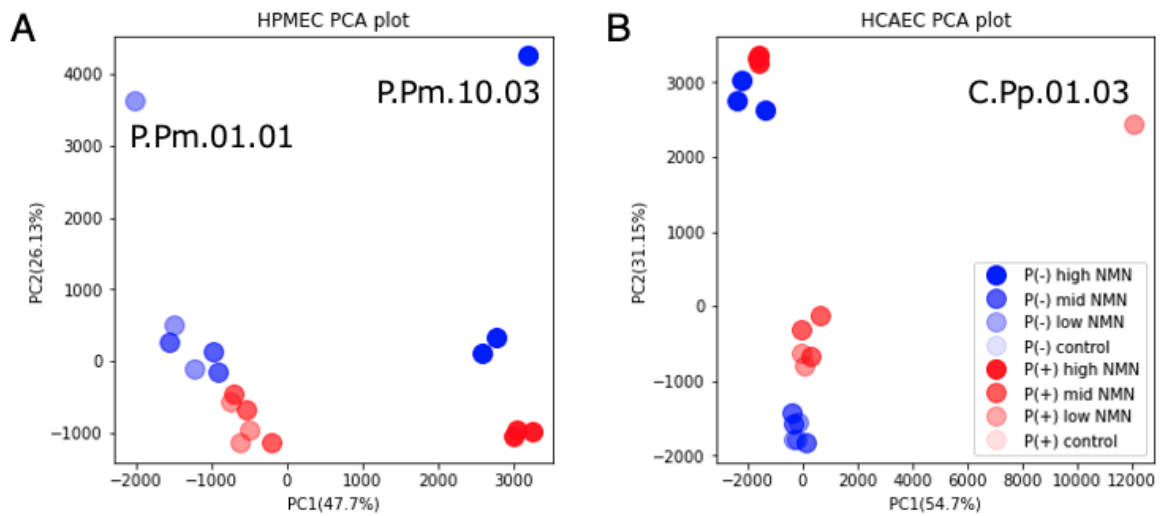 A
HPMEC PCA plot
4000
3000
2000
1000
0
−1000
PC2(26.13%)
P.Pm.10.03
P.Pm.01.01
−2000 −1000 0 1000 2000 3000
PC1(47.7%)
B
HCAEC PCA plot
3000
2000
1000
0
−1000
−2000
PC2(31.15%)
C.Pp.01.03
P(-) high NMN
P(-) mid NMN
P(-) low NMN
P(-) control
P(+) high NMN
P(+) mid NMN
P(+) low NMN
P(+) control
−2000 0 2000 4000 6000 8000 10000 12000
PC1(54.7%)